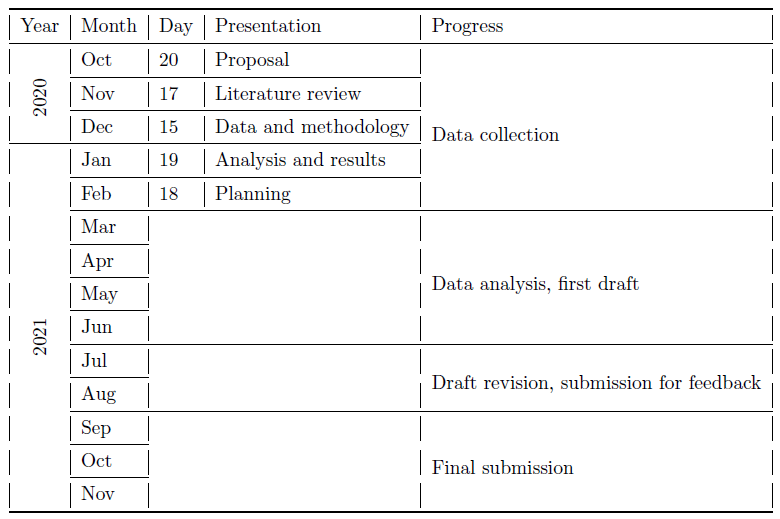 Year Month Day Presentation Progress
2020 Oct 20 Proposal
Nov 17 Literature review
Dec 15 Data and methodology
Data collection
2021 Jan 19 Analysis and results
Feb 18 Planning
Mar
Apr
May
Data analysis, first draft
Jun
Jul
Aug
Draft revision, submission for feedback
Sep
Oct
Final submission
Nov